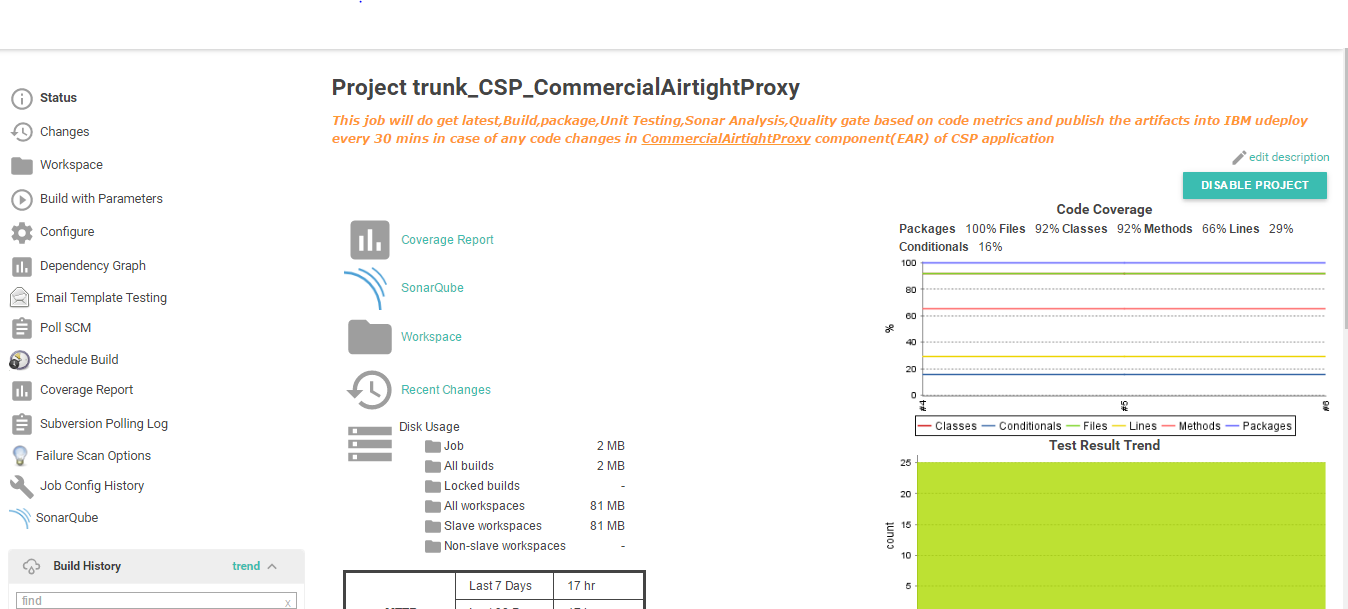 Status
Changes
Workspace
Build with Parameters
Configure
Dependency Graph
Email Template Testing
Poll SCM
Schedule Build
Coverage Report
Subversion Polling Log
Failure Scan Options
Job Config History
SonarQube
Build History trend
find x
Project trunk_CSP_CommercialAirtightProxy
This job will do get latest,Build,package,Unit Testing,Sonar Analysis,Quality gate based on code metrics and publish the artifacts into IBM udeploy
every 30 mins in case of any code changes in CommercialAirtightProxy component(EAR) of CSP application
edit description
DISABLE PROJECT
Coverage Report
SonarQube
Workspace
Recent Changes
Disk Usage
Job 2 MB
All builds 2 MB
Locked builds -
All workspaces 81 MB
Slave workspaces 81 MB
Non-slave workspaces -
Last 7 Days 17 hr
Code Coverage
Packages 100% Files 92% Classes 92% Methods 66% Lines 29%
Conditionals 16%
100
80
60
40
20
0
%
#4 #5 #6
Classes Conditionals Files Lines Methods Packages
Test Result Trend
25
20
15
10
5
count